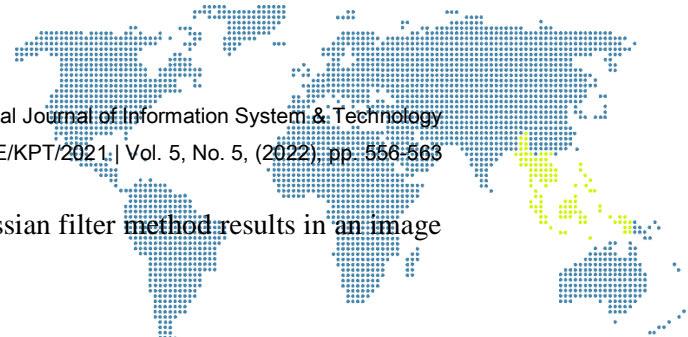 al Journal of Information System & Technology
E/KPT/2021 | Vol. 5, No. 5, (2022), pp. 556-563
ssian filter method results in an image